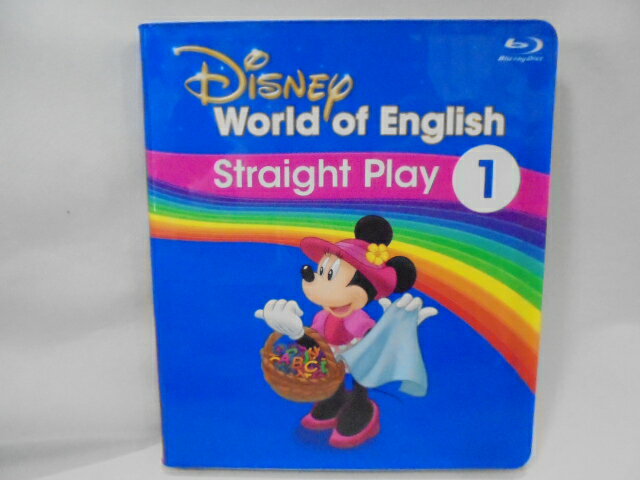 Blu-ray Disc
Disney
World of English
Straight Play 1